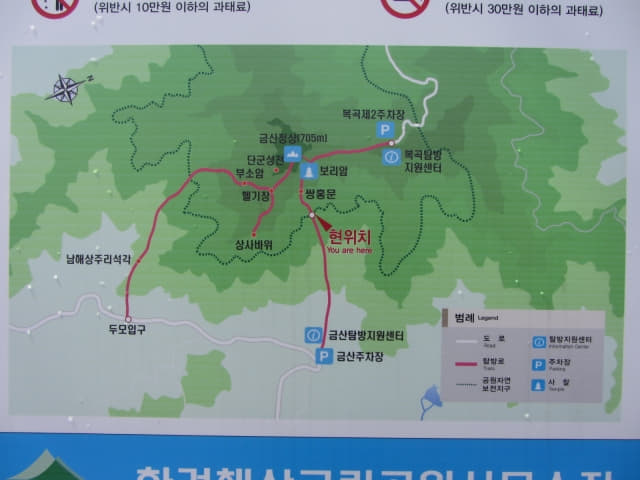 (위반시 10만원 이하의 과태료)
(위반시 30만원 이하의 과태료)
N
복곡제2주차장
P
금산정상(705m)
복곡탐방
지원센터
단군성전
보리암
부소암
헬기장
쌍홍문
상사바위
현위치
You are here
남해상주리석각
두모입구
금산탐방지원센터
P 금산주차장
범례 Legend
도 로
Road
탐방로
Trails
공원자연
보전지구
탐방지원센터
Information Center
P 주차장
Parking
사 찰
Temple